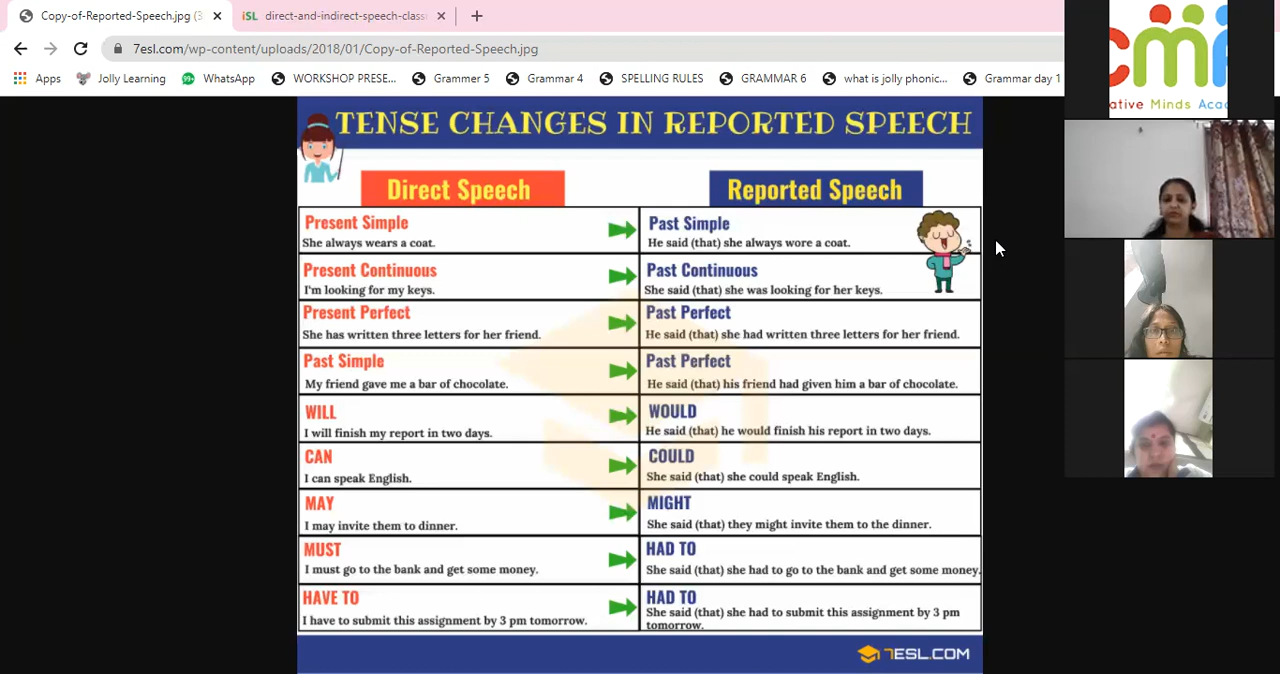 Copy-of-Reported-Speech.jpg (3
iSL direct-and-indirect-speech-classi
7esl.com/wp-content/uploads/2018/01/Copy-of-Reported-Speech.jpg
Apps Jolly Learning 99+ WhatsApp WORKSHOP PRESE... Grammer 5 Grammar 4 SPELLING RULES GRAMMAR 6 what is jolly phonic... Grammar day 1
ative Minds Aca
TENSE CHANGES IN REPORTED SPEECH
Direct Speech Reported Speech
Present Simple Past Simple
She always wears a coat. He said (that) she always wore a coat.
Present Continuous Past Continuous
I'm looking for my keys. She said (that) she was looking for her keys.
Present Perfect Past Perfect
She has written three letters for her friend. He said (that) she had written three letters for her friend.
Past Simple Past Perfect
My friend gave me a bar of chocolate. He said (that) his friend had given him a bar of chocolate.
WILL WOULD
I will finish my report in two days. He said (that) he would finish his report in two days.
CAN COULD
I can speak English. She said (that) she could speak English.
MAY MIGHT
I may invite them to dinner. She said (that) they might invite them to the dinner.
MUST HAD TO
I must go to the bank and get some money. She said (that) she had to go to the bank and get some money.
HAVE TO HAD TO
I have to submit this assignment by 3 pm tomorrow. She said (that) she had to submit this assignment by 3 pm
tomorrow.
7ESL.COM